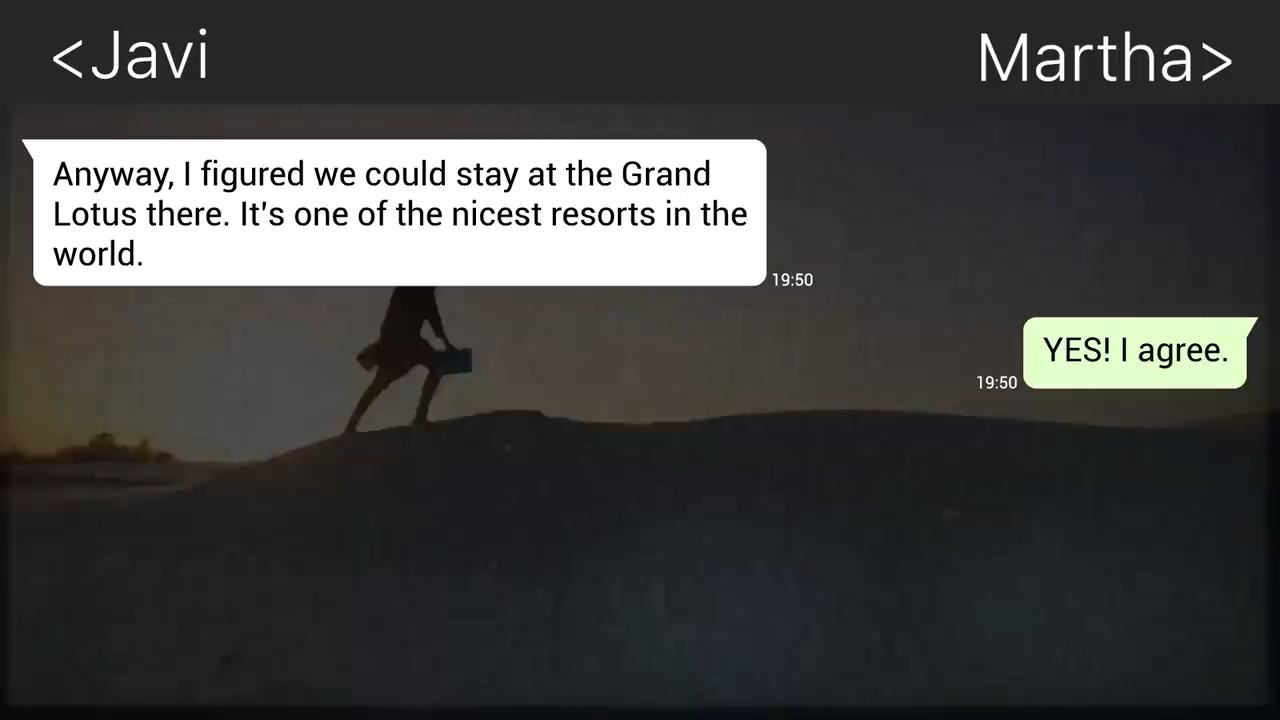 <Javi
Martha>
Anyway, I figured we could stay at the Grand
Lotus there. It's one of the nicest resorts in the
world.
19:50
YES! I agree.
19:50